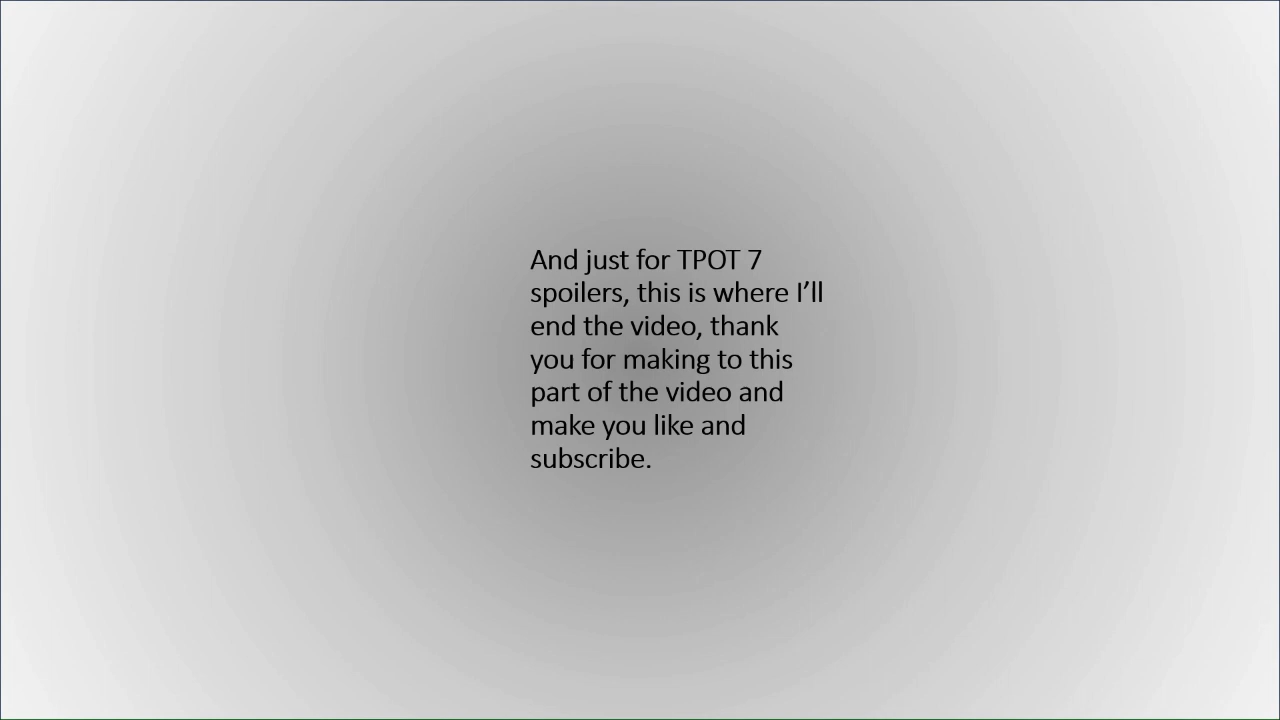 And just for TPOT 7
spoilers, this is where I’ll
end the video, thank
you for making to this
part of the video and
make you like and
subscribe.